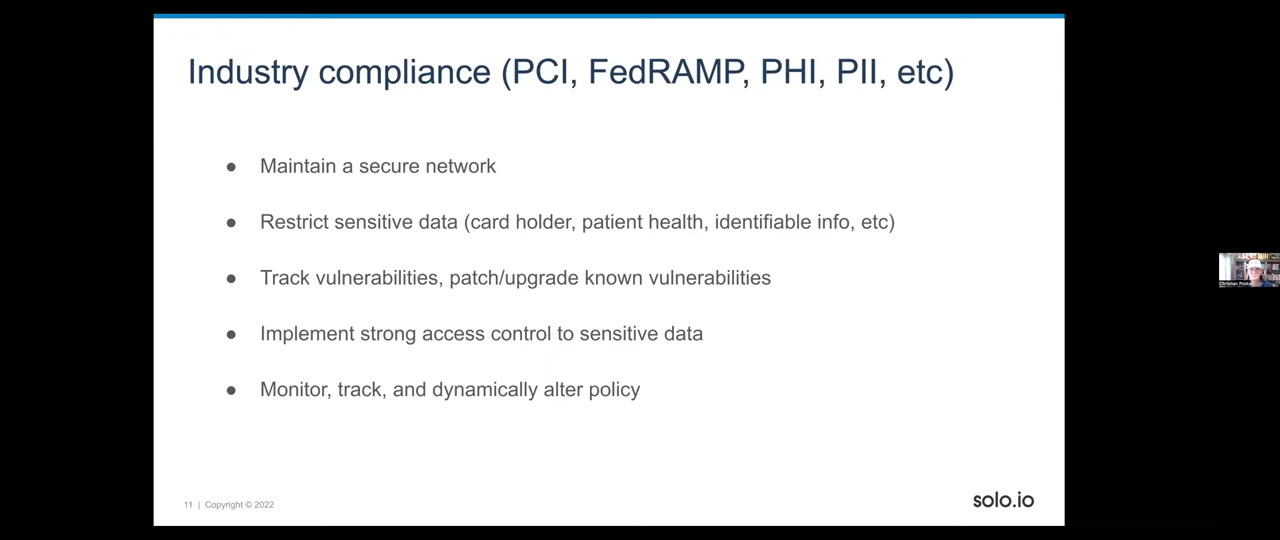 Industry compliance (PCI, FedRAMP, PHI, PII, etc)
● Maintain a secure network
● Restrict sensitive data (card holder, patient health, identifiable info, etc)
● Track vulnerabilities, patch/upgrade known vulnerabilities
● Implement strong access control to sensitive data
● Monitor, track, and dynamically alter policy
11 | Copyright © 2022
solo.io
Christian Posta